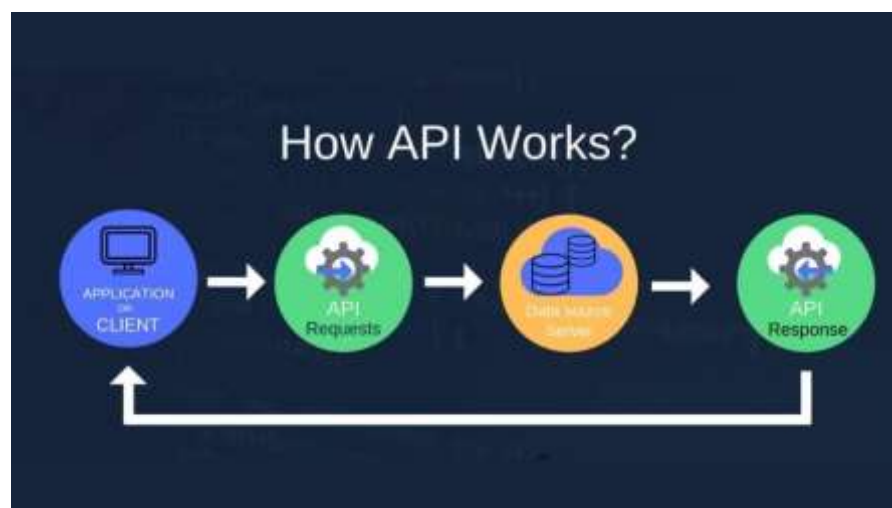 How API Works?
APPLICATION
OR
CLIENT
API
Requests
Data source
Server
API
Response